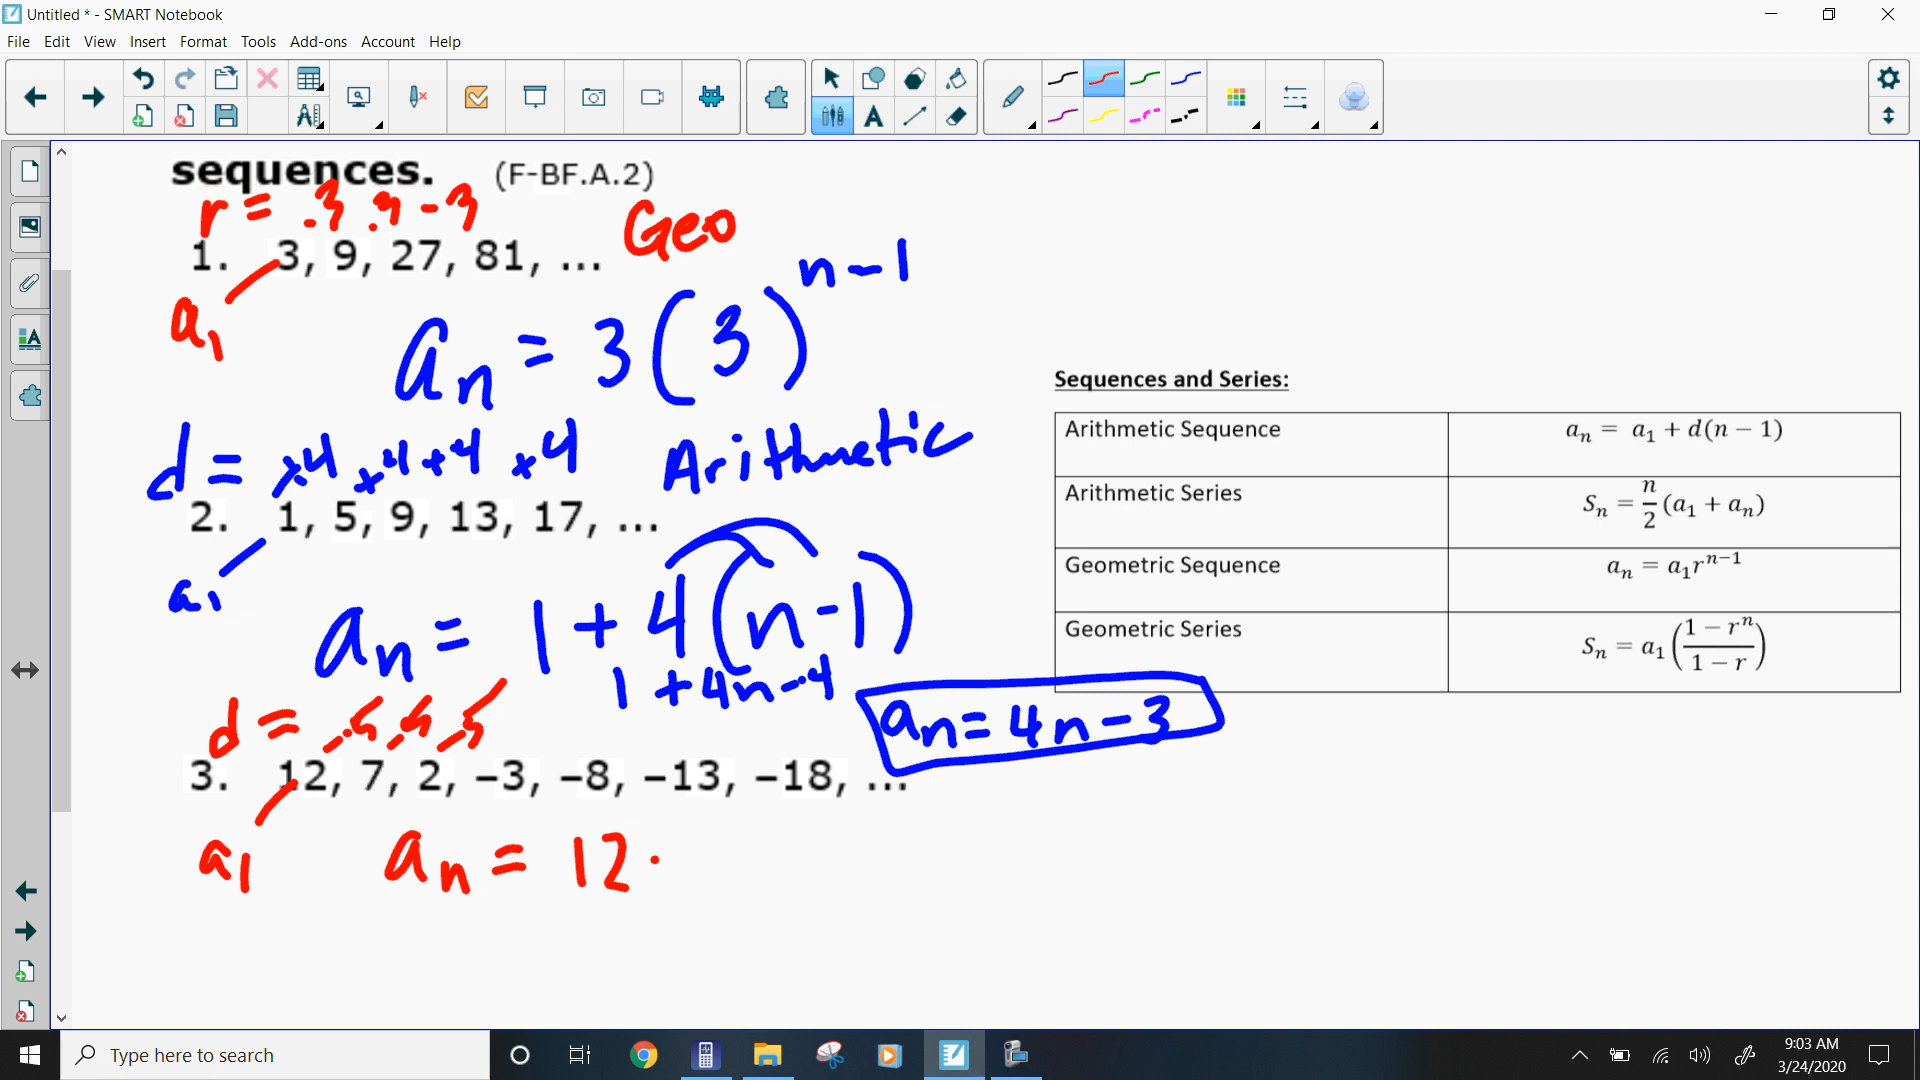 Untitled * - SMART Notebook
File Edit View Insert Format Tools Add-ons Account Help
sequences. (F-BF.A.2)
r = .3 .3 - 3 Geo
1. 3, 9, 27, 81, ...
a₁
aₙ = 3(3)ⁿ⁻¹
d = +4 +4 +4 +4 Arithmetic
2. 1, 5, 9, 13, 17, ...
a₁
aₙ = 1 + 4(n - 1)
1 + 4n - 4
aₙ = 4n - 3
d = -5 -5 -5
3. 12, 7, 2, −3, −8, −13, −18, ...
a₁ aₙ = 12
Sequences and Series:
Arithmetic Sequence aₙ = a₁ + d(n − 1)
Arithmetic Series Sₙ = n/2 (a₁ + aₙ)
Geometric Sequence aₙ = a₁rⁿ⁻¹
Geometric Series Sₙ = a₁((1 − rⁿ)/(1 − r))
Type here to search
9:03 AM
3/24/2020